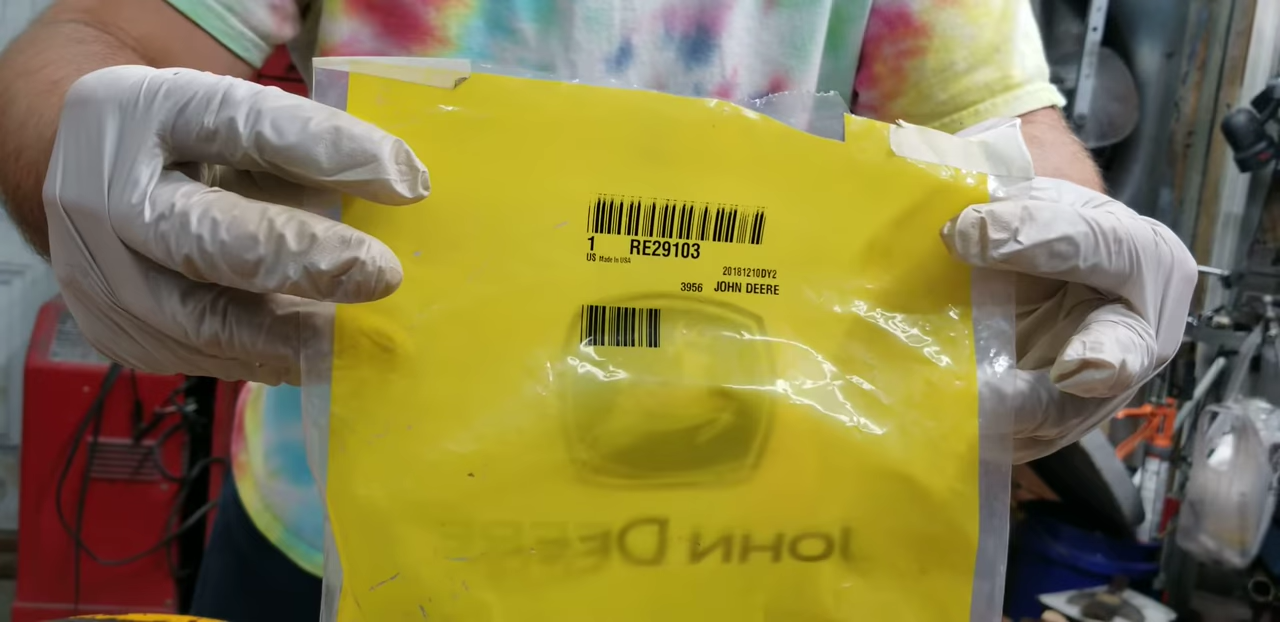 1 RE29103
US Made In USA
20181210DY2
3956 JOHN DEERE
JOHN DEERE